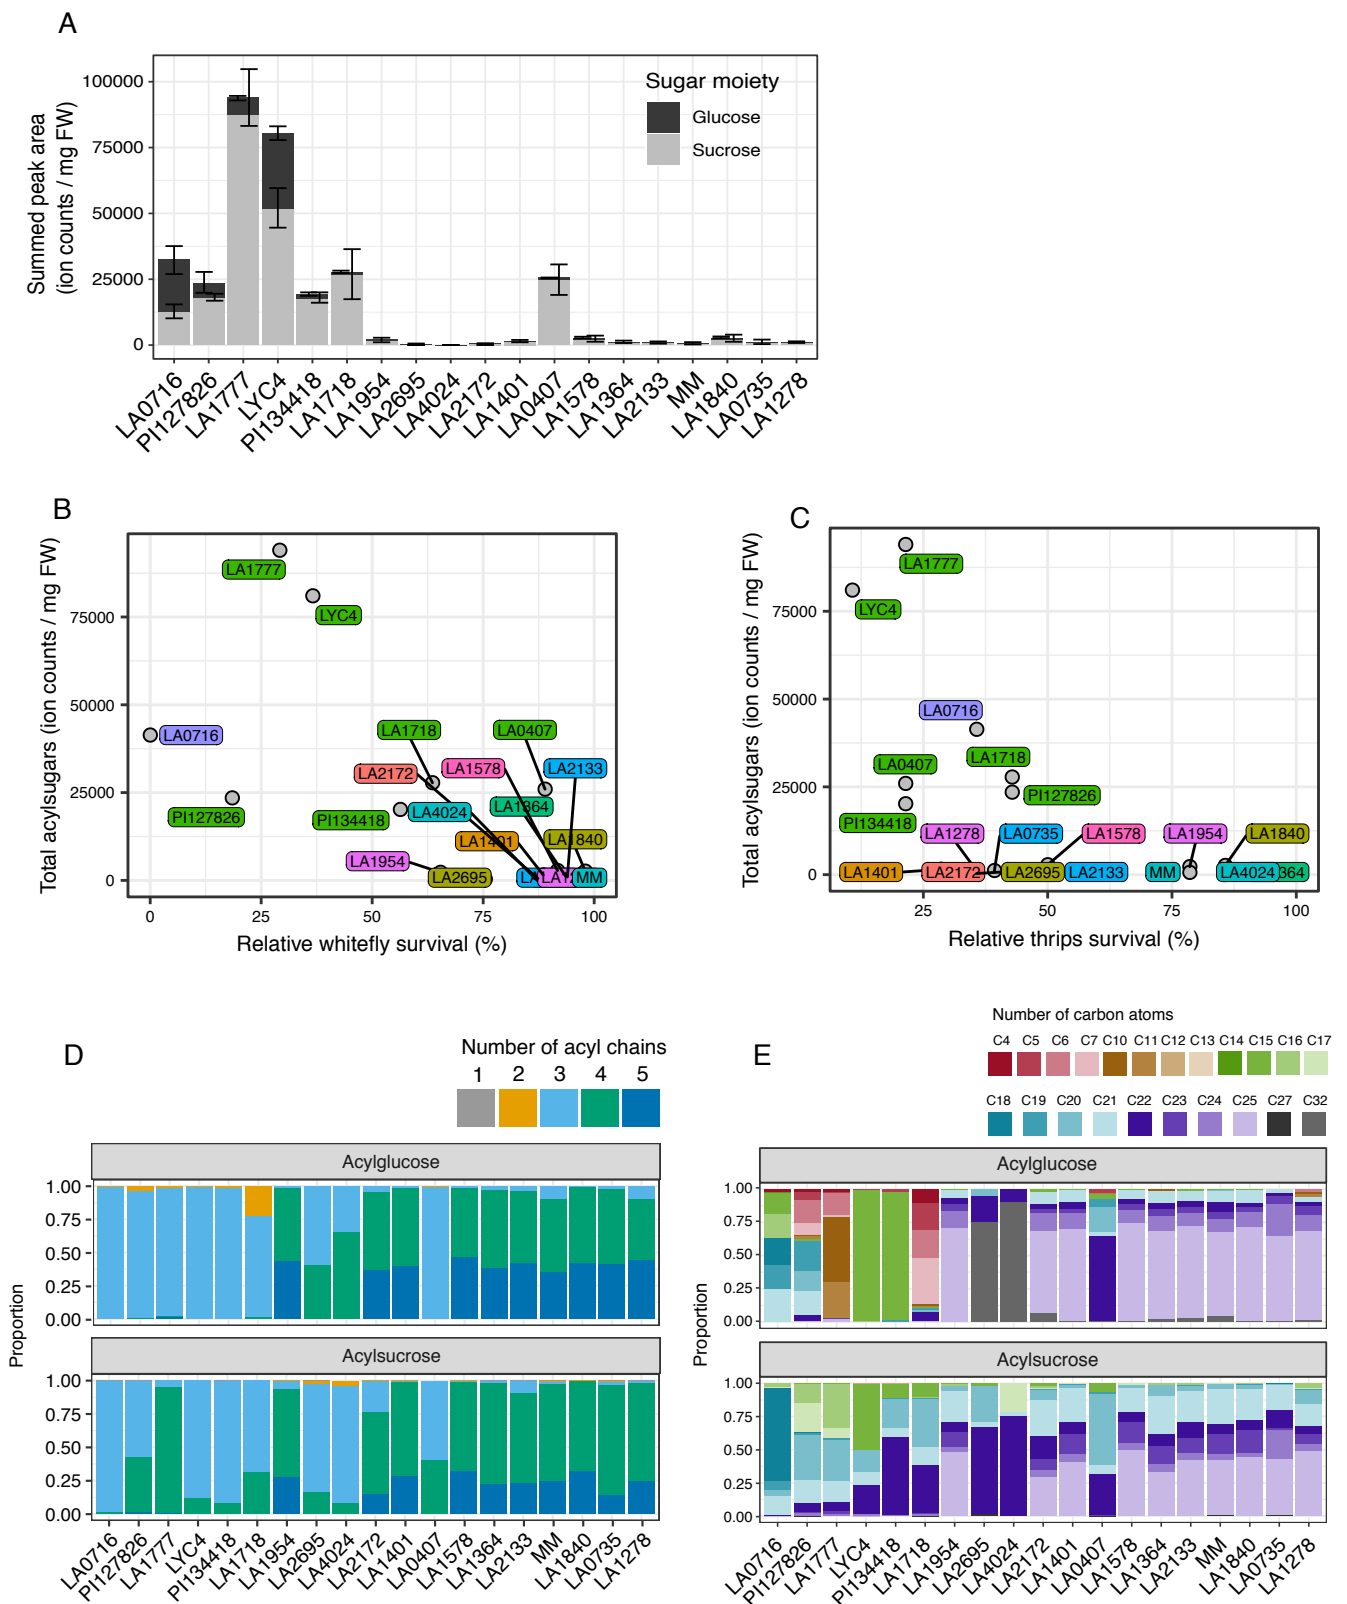 A
Summed peak area
(ion counts / mg FW)
100000
75000
50000
25000
0
Sugar moiety
Glucose
Sucrose
LA0716
PI127826
LA1777
LYC4
PI134418
LA1718
LA1954
LA2695
LA4024
LA2172
LA1401
LA0407
LA1578
LA1364
LA2133
MM
LA1840
LA0735
LA1278
B
Total acylsugars (ion counts / mg FW)
75000
50000
25000
0
LA1777
LYC4
LA0716
LA1718
LA0407
LA2172
LA1578
LA2133
PI127826
PI134418
LA4024
LA1364
LA1401
LA1840
LA1954
LA2695
MM
0 25 50 75 100
Relative whitefly survival (%)
C
Total acylsugars (ion counts / mg FW)
75000
50000
25000
0
LA1777
LYC4
LA0716
LA1718
LA0407
PI127826
PI134418
LA1278
LA0735
LA1578
LA1954
LA1840
LA1401
LA2172
LA2695
LA2133
MM
LA4024
364
25 50 75 100
Relative thrips survival (%)
D
Number of acyl chains
1 2 3 4 5
Proportion
Acylglucose
1.00
0.75
0.50
0.25
0.00
Acylsucrose
1.00
0.75
0.50
0.25
0.00
LA0716
PI127826
LA1777
LYC4
PI134418
LA1718
LA1954
LA2695
LA4024
LA2172
LA1401
LA0407
LA1578
LA1364
LA2133
MM
LA1840
LA0735
LA1278
E
Number of carbon atoms
C4 C5 C6 C7 C10 C11 C12 C13 C14 C15 C16 C17
C18 C19 C20 C21 C22 C23 C24 C25 C27 C32
Proportion
Acylglucose
1.00
0.75
0.50
0.25
0.00
Acylsucrose
1.00
0.75
0.50
0.25
0.00
LA0716
PI127826
LA1777
LYC4
PI134418
LA1718
LA1954
LA2695
LA4024
LA2172
LA1401
LA0407
LA1578
LA1364
LA2133
MM
LA1840
LA0735
LA1278